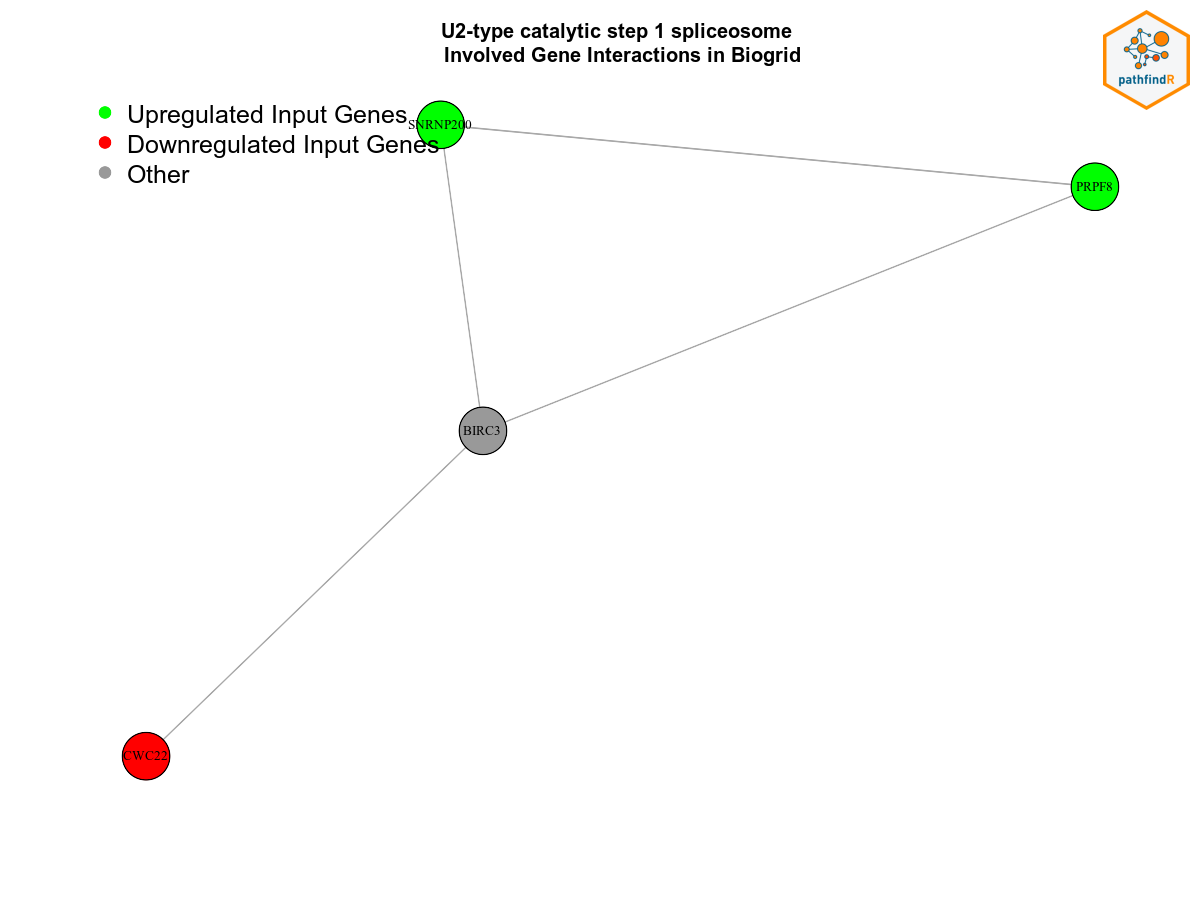 U2-type catalytic step 1 spliceosome
Involved Gene Interactions in Biogrid
pathfindR
Upregulated Input Genes
Downregulated Input Genes
Other
SNRNP200
PRPF8
BIRC3
CWC22